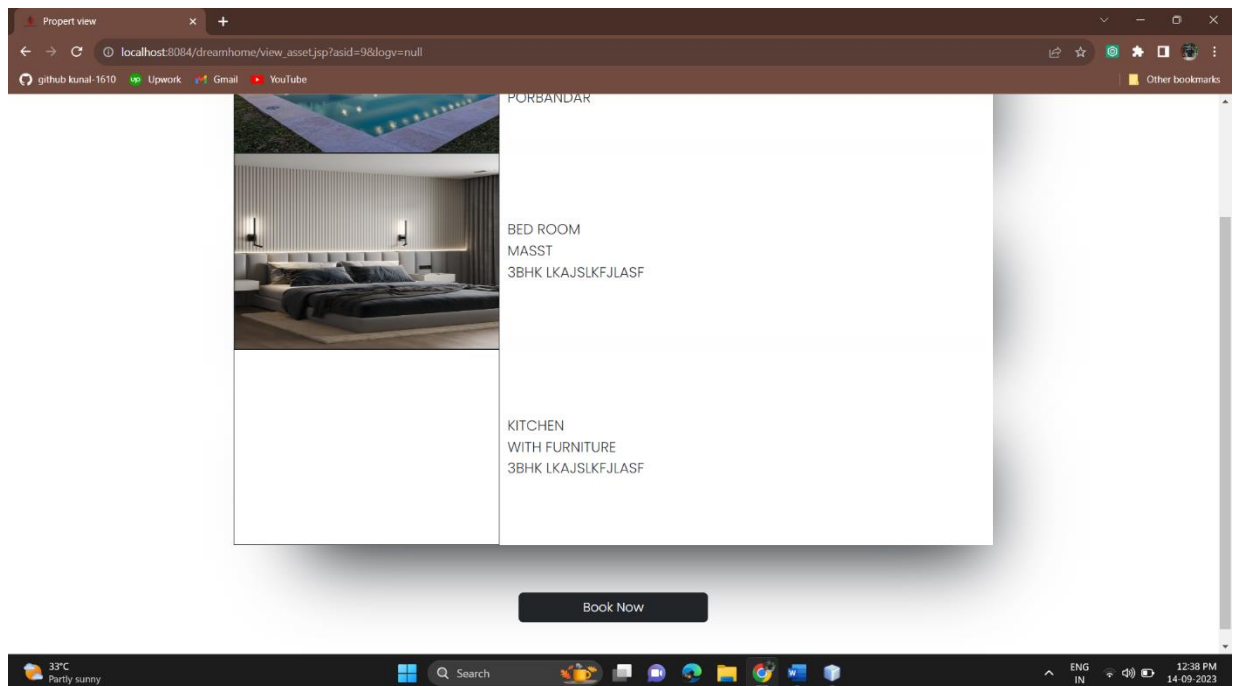 Propert view
localhost:8084/dreamhome/view_asset.jsp?asid=9&logv=null
github kunal-1610
Upwork
Gmail
YouTube
Other bookmarks
PORBANDAR
BED ROOM
MASST
3BHK LKAJSLKFJLASF
KITCHEN
WITH FURNITURE
3BHK LKAJSLKFJLASF
Book Now
33°C
Partly sunny
Search
ENG
IN
12:38 PM
14-09-2023